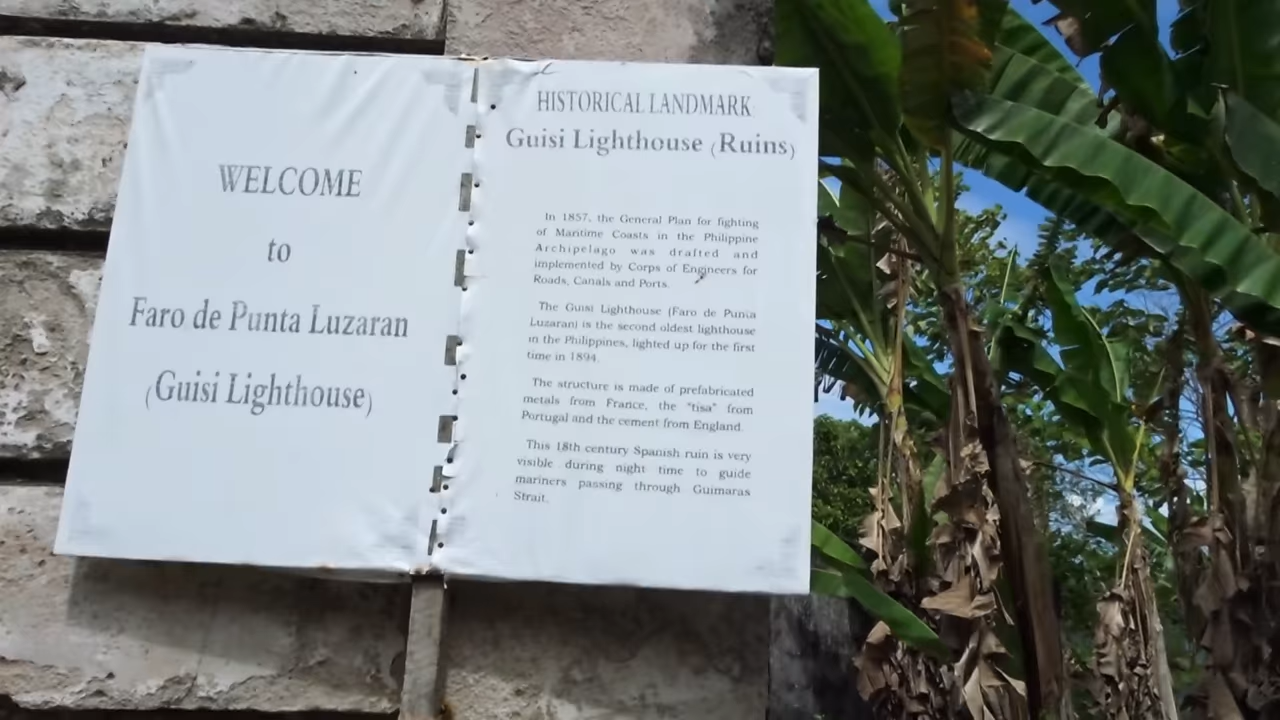 WELCOME
to
Faro de Punta Luzaran
(Guisi Lighthouse)
HISTORICAL LANDMARK
Guisi Lighthouse (Ruins)
In 1857, the General Plan for fighting
of Maritime Coasts in the Philippine
Archipelago was drafted and
implemented by Corps of Engineers for
Roads, Canals and Ports.
The Guisi Lighthouse (Faro de Punta
Luzaran) is the second oldest lighthouse
in the Philippines, lighted up for the first
time in 1894.
The structure is made of prefabricated
metals from France, the "tisa" from
Portugal and the cement from England.
This 18th century Spanish ruin is very
visible during night time to guide
mariners passing through Guimaras
Strait.